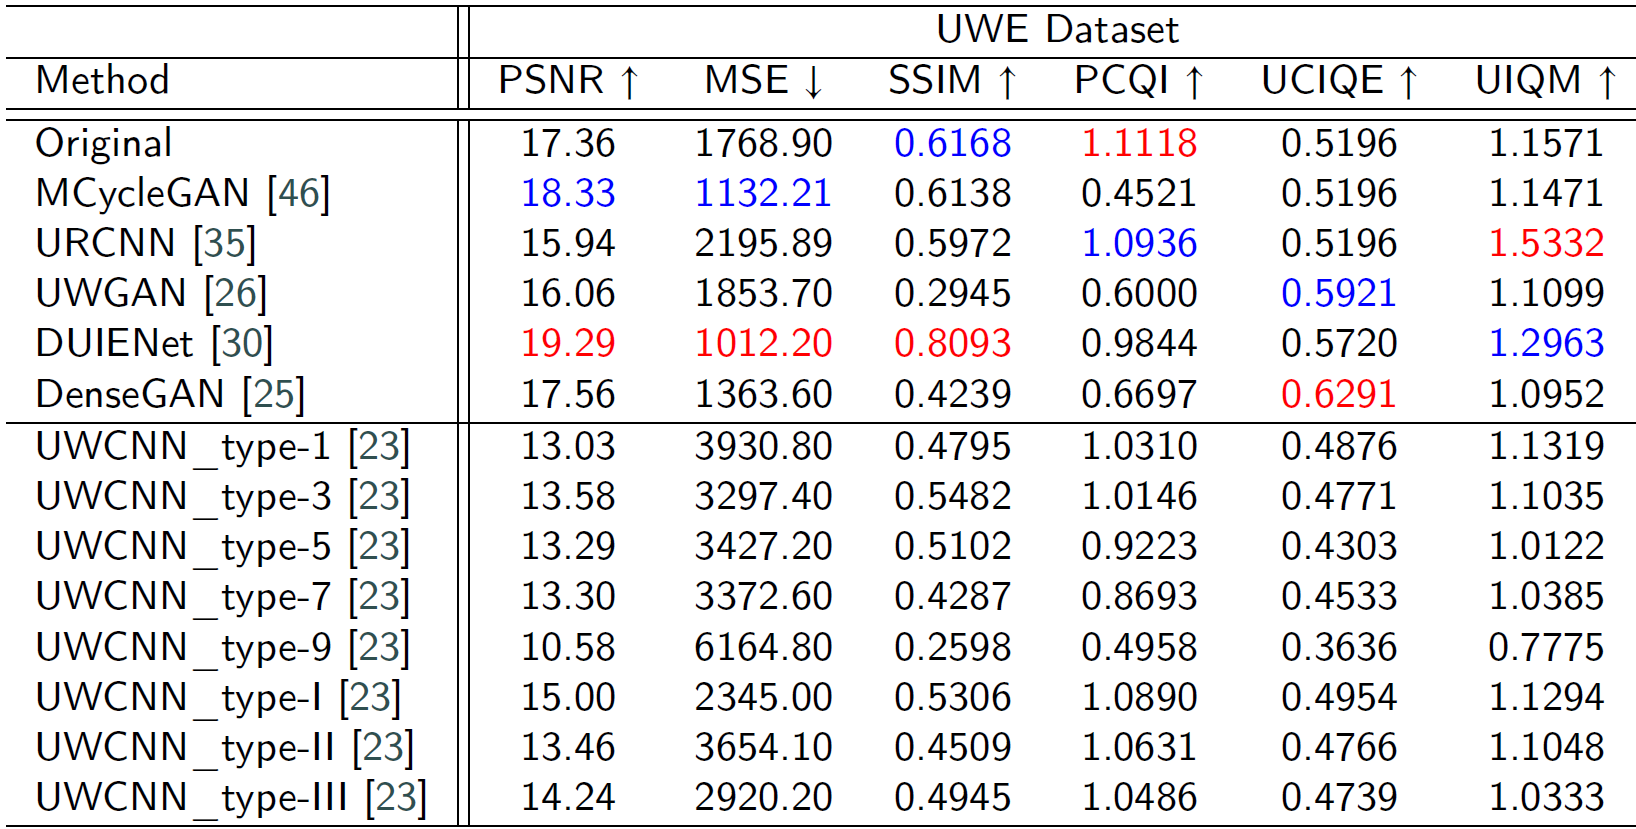 UWE Dataset
Method PSNR ↑ MSE ↓ SSIM ↑ PCQI ↑ UCIQE ↑ UIQM ↑
Original 17.36 1768.90 0.6168 1.1118 0.5196 1.1571
MCycleGAN [46] 18.33 1132.21 0.6138 0.4521 0.5196 1.1471
URCNN [35] 15.94 2195.89 0.5972 1.0936 0.5196 1.5332
UWGAN [26] 16.06 1853.70 0.2945 0.6000 0.5921 1.1099
DUIENet [30] 19.29 1012.20 0.8093 0.9844 0.5720 1.2963
DenseGAN [25] 17.56 1363.60 0.4239 0.6697 0.6291 1.0952
UWCNN_type-1 [23] 13.03 3930.80 0.4795 1.0310 0.4876 1.1319
UWCNN_type-3 [23] 13.58 3297.40 0.5482 1.0146 0.4771 1.1035
UWCNN_type-5 [23] 13.29 3427.20 0.5102 0.9223 0.4303 1.0122
UWCNN_type-7 [23] 13.30 3372.60 0.4287 0.8693 0.4533 1.0385
UWCNN_type-9 [23] 10.58 6164.80 0.2598 0.4958 0.3636 0.7775
UWCNN_type-I [23] 15.00 2345.00 0.5306 1.0890 0.4954 1.1294
UWCNN_type-II [23] 13.46 3654.10 0.4509 1.0631 0.4766 1.1048
UWCNN_type-III [23] 14.24 2920.20 0.4945 1.0486 0.4739 1.0333